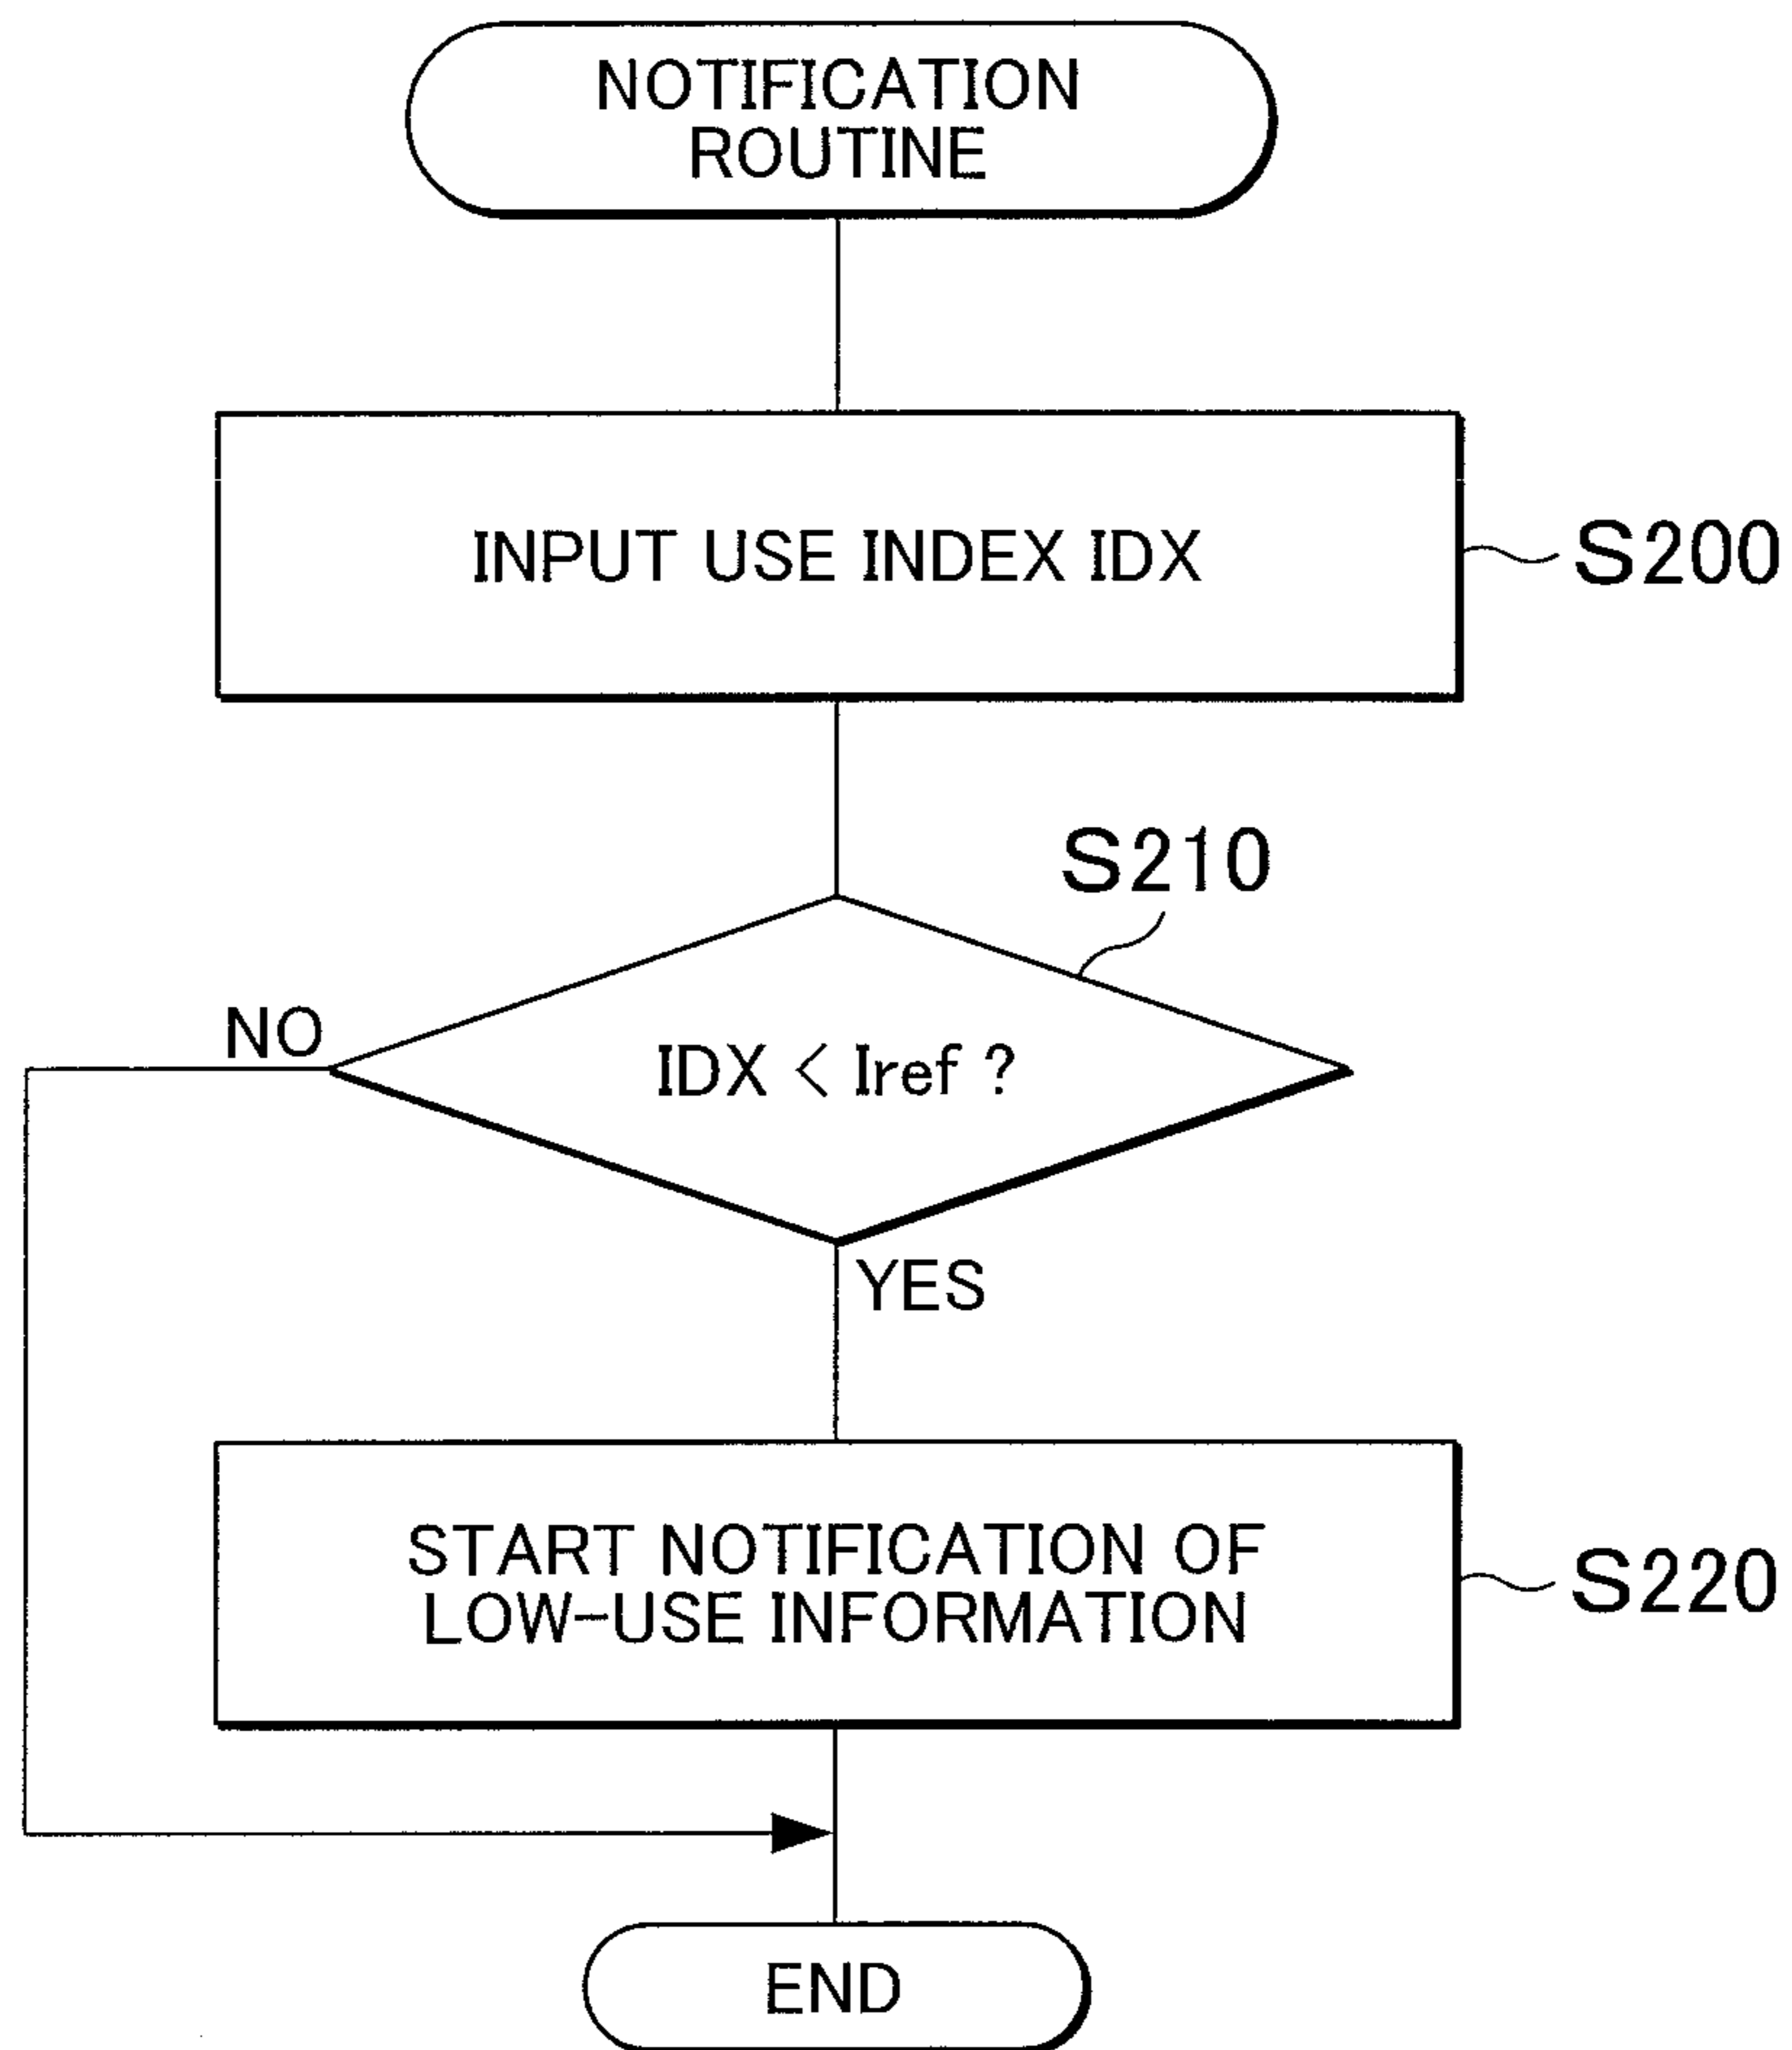 NOTIFICATION
ROUTINE
INPUT USE INDEX IDX
S200
S210
NO
IDX < Iref ?
YES
START NOTIFICATION OF
LOW-USE INFORMATION
S220
END